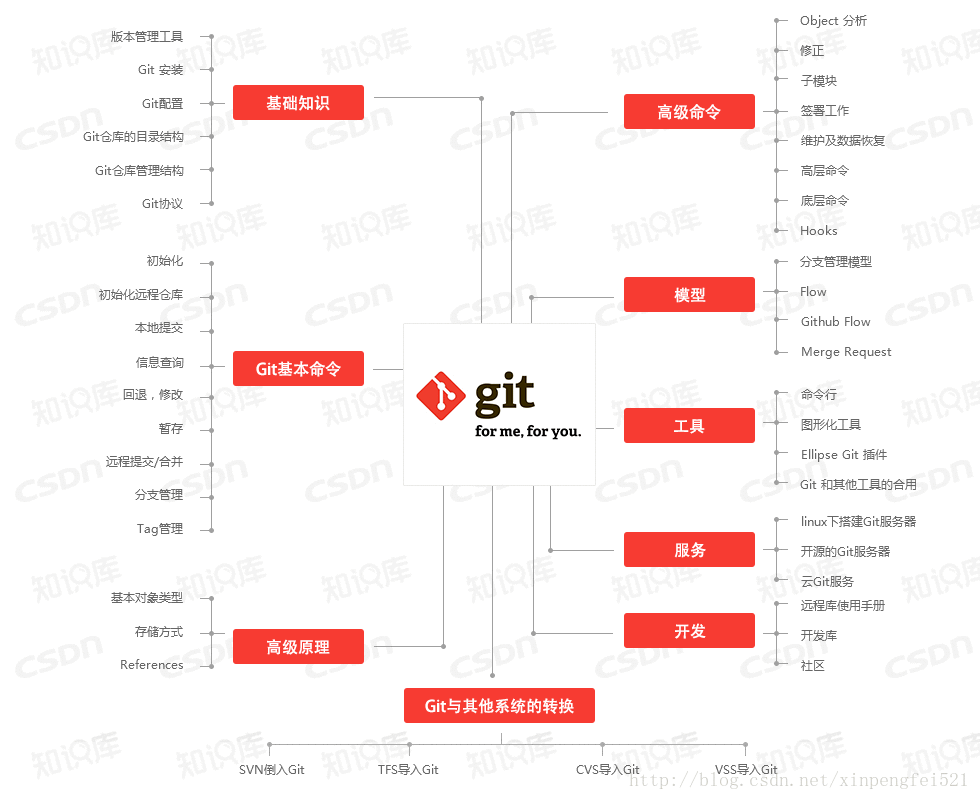 版本管理工具
Git 安装
Git配置
Git仓库的目录结构
Git仓库管理结构
Git协议
基础知识
初始化
初始化远程仓库
本地提交
信息查询
回退，修改
暂存
远程提交/合并
分支管理
Tag管理
Git基本命令
基本对象类型
存储方式
References
高级原理
git
for me, for you.
高级命令
Object 分析
修正
子模块
签署工作
维护及数据恢复
高层命令
底层命令
Hooks
模型
分支管理模型
Flow
Github Flow
Merge Request
工具
命令行
图形化工具
Ellipse Git 插件
Git 和其他工具的合用
服务
linux下搭建Git服务器
开源的Git服务器
云Git服务
开发
远程库使用手册
开发库
社区
Git与其他系统的转换
SVN倒入Git
TFS导入Git
CVS导入Git
VSS导入Git
http://blog.csdn.net/xinpengfei521
知识库
CSDN